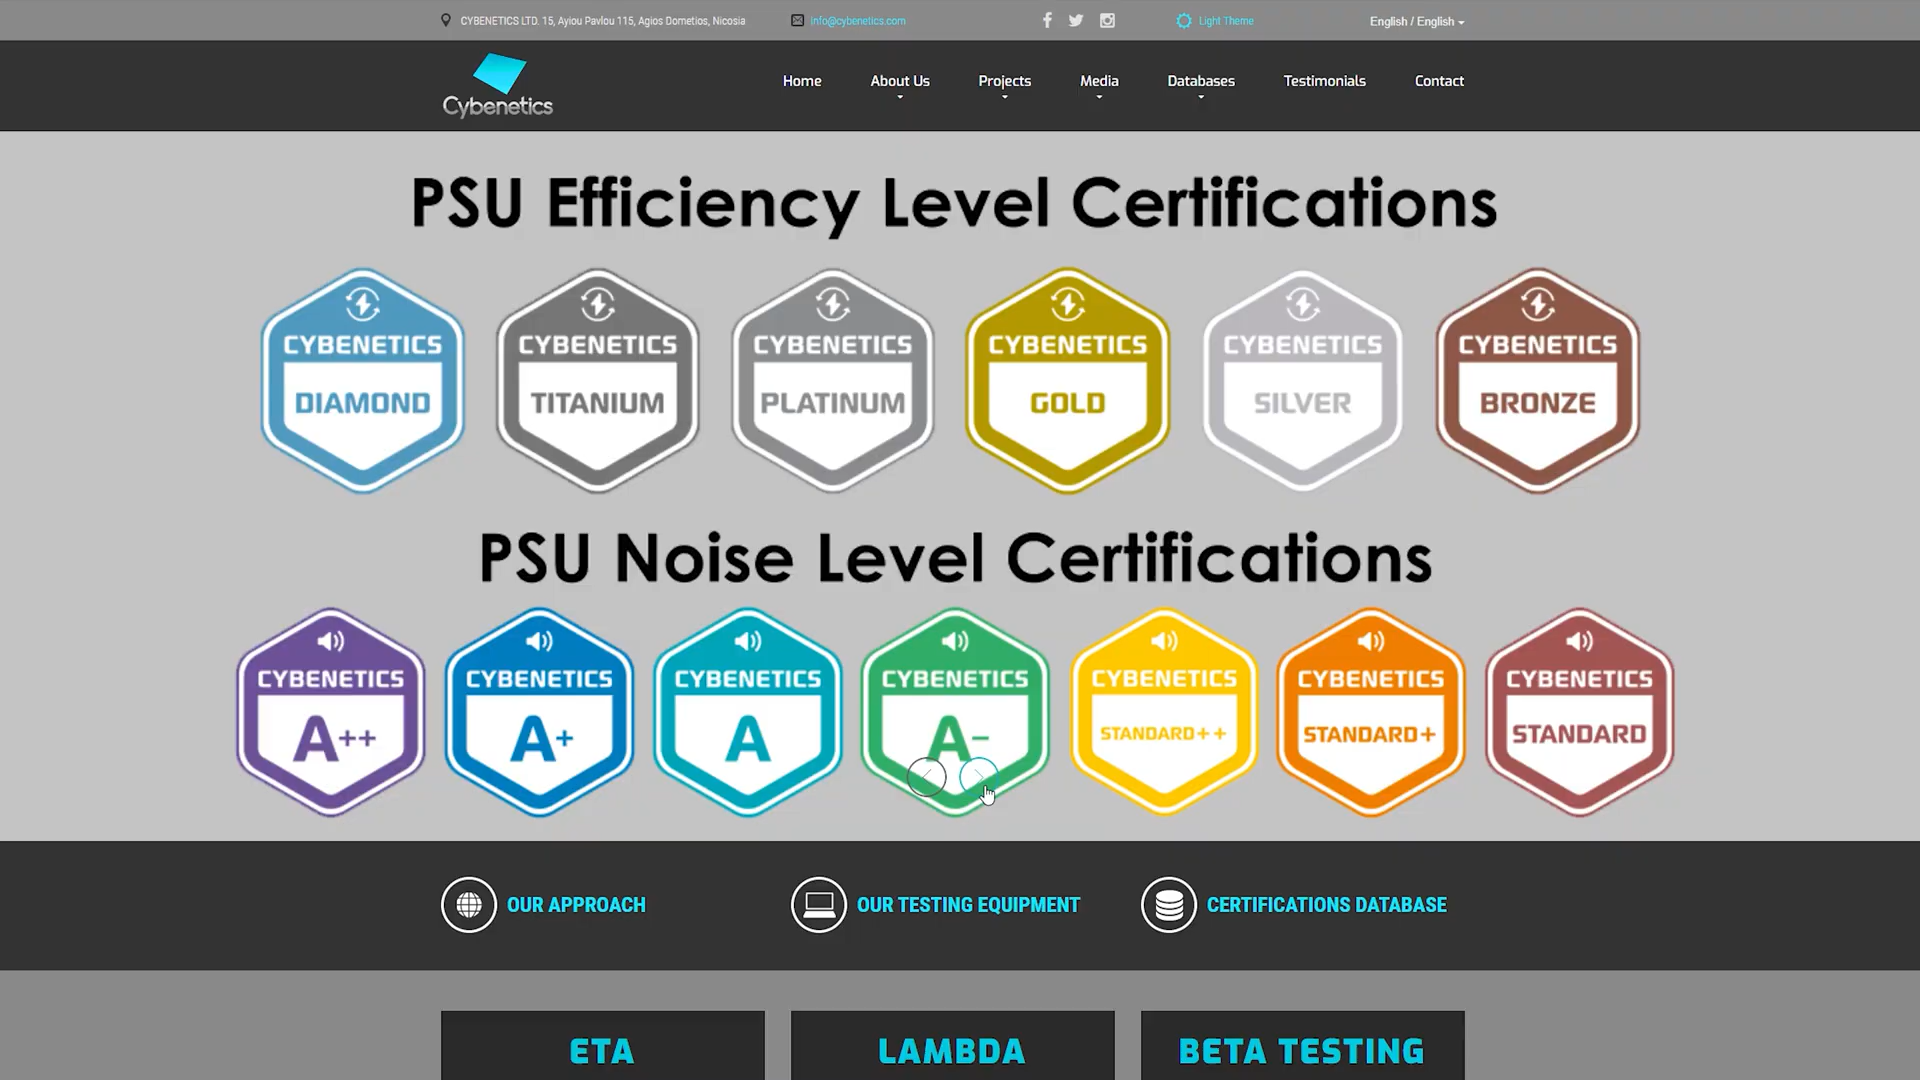 CYBENETICS LTD. 15, Ayiou Pavlou 115, Agios Dometios, Nicosia
info@cybenetics.com
Light Theme
English / English
Cybenetics
Home
About Us
Projects
Media
Databases
Testimonials
Contact
PSU Efficiency Level Certifications
CYBENETICS
DIAMOND
CYBENETICS
TITANIUM
CYBENETICS
PLATINUM
CYBENETICS
GOLD
CYBENETICS
SILVER
CYBENETICS
BRONZE
PSU Noise Level Certifications
CYBENETICS
A++
CYBENETICS
A+
CYBENETICS
A
CYBENETICS
A-
CYBENETICS
STANDARD++
CYBENETICS
STANDARD+
CYBENETICS
STANDARD
OUR APPROACH
OUR TESTING EQUIPMENT
CERTIFICATIONS DATABASE
ETA
LAMBDA
BETA TESTING